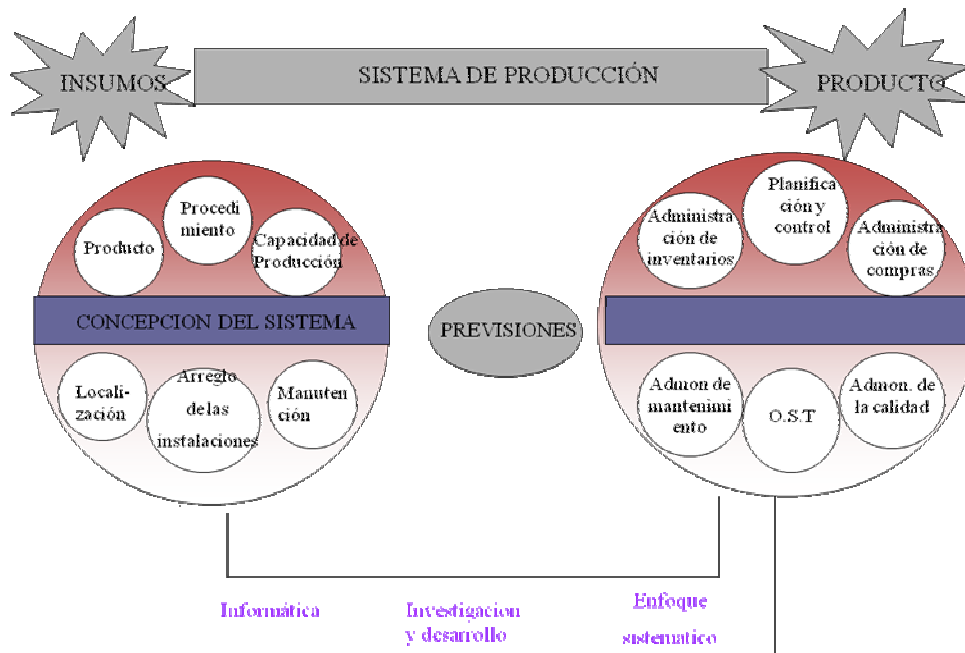 INSUMOS
SISTEMA DE PRODUCCIÓN
PRODUCTO
Producto
Procedi
miento
Capacidad de
Producción
CONCEPCION DEL SISTEMA
Locali-
zación
Arreglo
de las
instalaciones
Manuten
ción
PREVISIONES
Administra
ción de
inventarios
Planifica
ción y
control
Administra
ción de
compras
Admon de
mantenimi
ento
O.S.T
Admon. de
la calidad
Informática
Investigacion
y desarrollo
Enfoque
sistematico